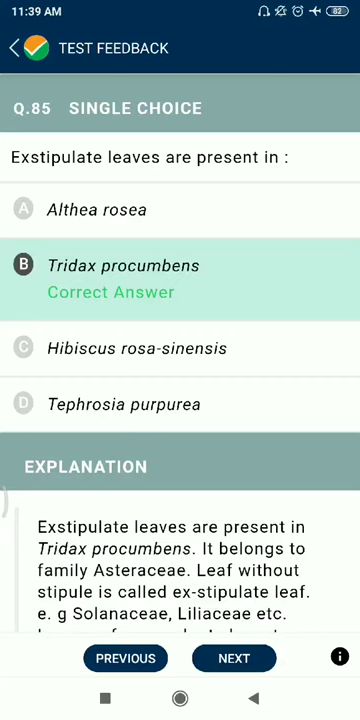 11:39 AM
82
TEST FEEDBACK
Q.85 SINGLE CHOICE
Exstipulate leaves are present in :
A Althea rosea
B Tridax procumbens
Correct Answer
C Hibiscus rosa-sinensis
D Tephrosia purpurea
EXPLANATION
Exstipulate leaves are present in
Tridax procumbens. It belongs to
family Asteraceae. Leaf without
stipule is called ex-stipulate leaf.
e. g Solanaceae, Liliaceae etc.
PREVIOUS NEXT